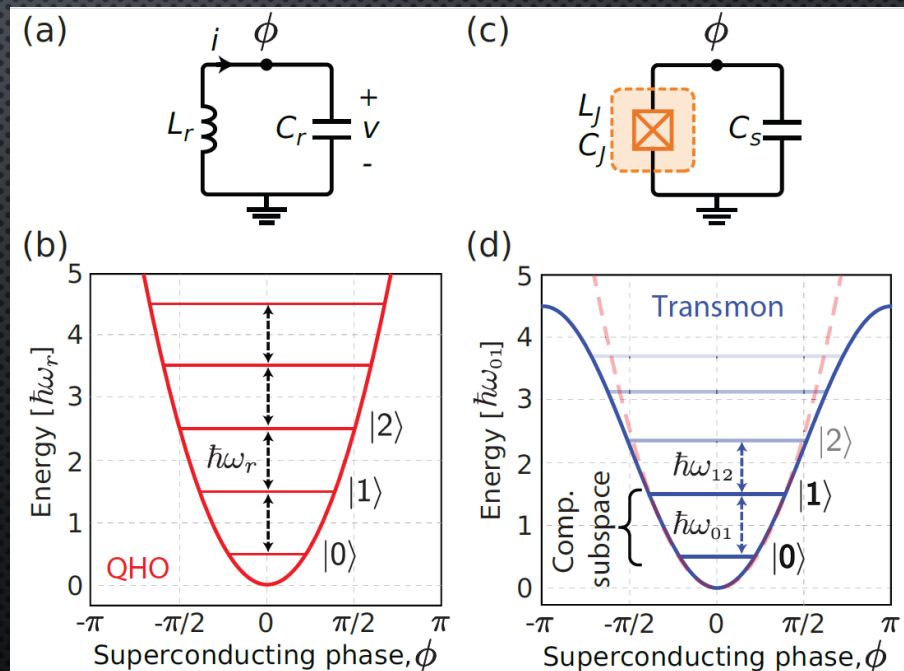 (a)
ϕ
i
L_r
C_r
+
v
-
(c)
ϕ
L_J
C_J
C_s
(b)
Energy [ℏω_r]
5
4
3
2
1
0
ℏω_r
|2⟩
|1⟩
|0⟩
QHO
-π
-π/2
0
π/2
π
Superconducting phase, ϕ
(d)
Energy [ℏω_01]
5
4
3
2
1
0
Transmon
|2⟩
ℏω_12
|1⟩
ℏω_01
|0⟩
Comp.
subspace
-π
-π/2
0
π/2
π
Superconducting phase, ϕ